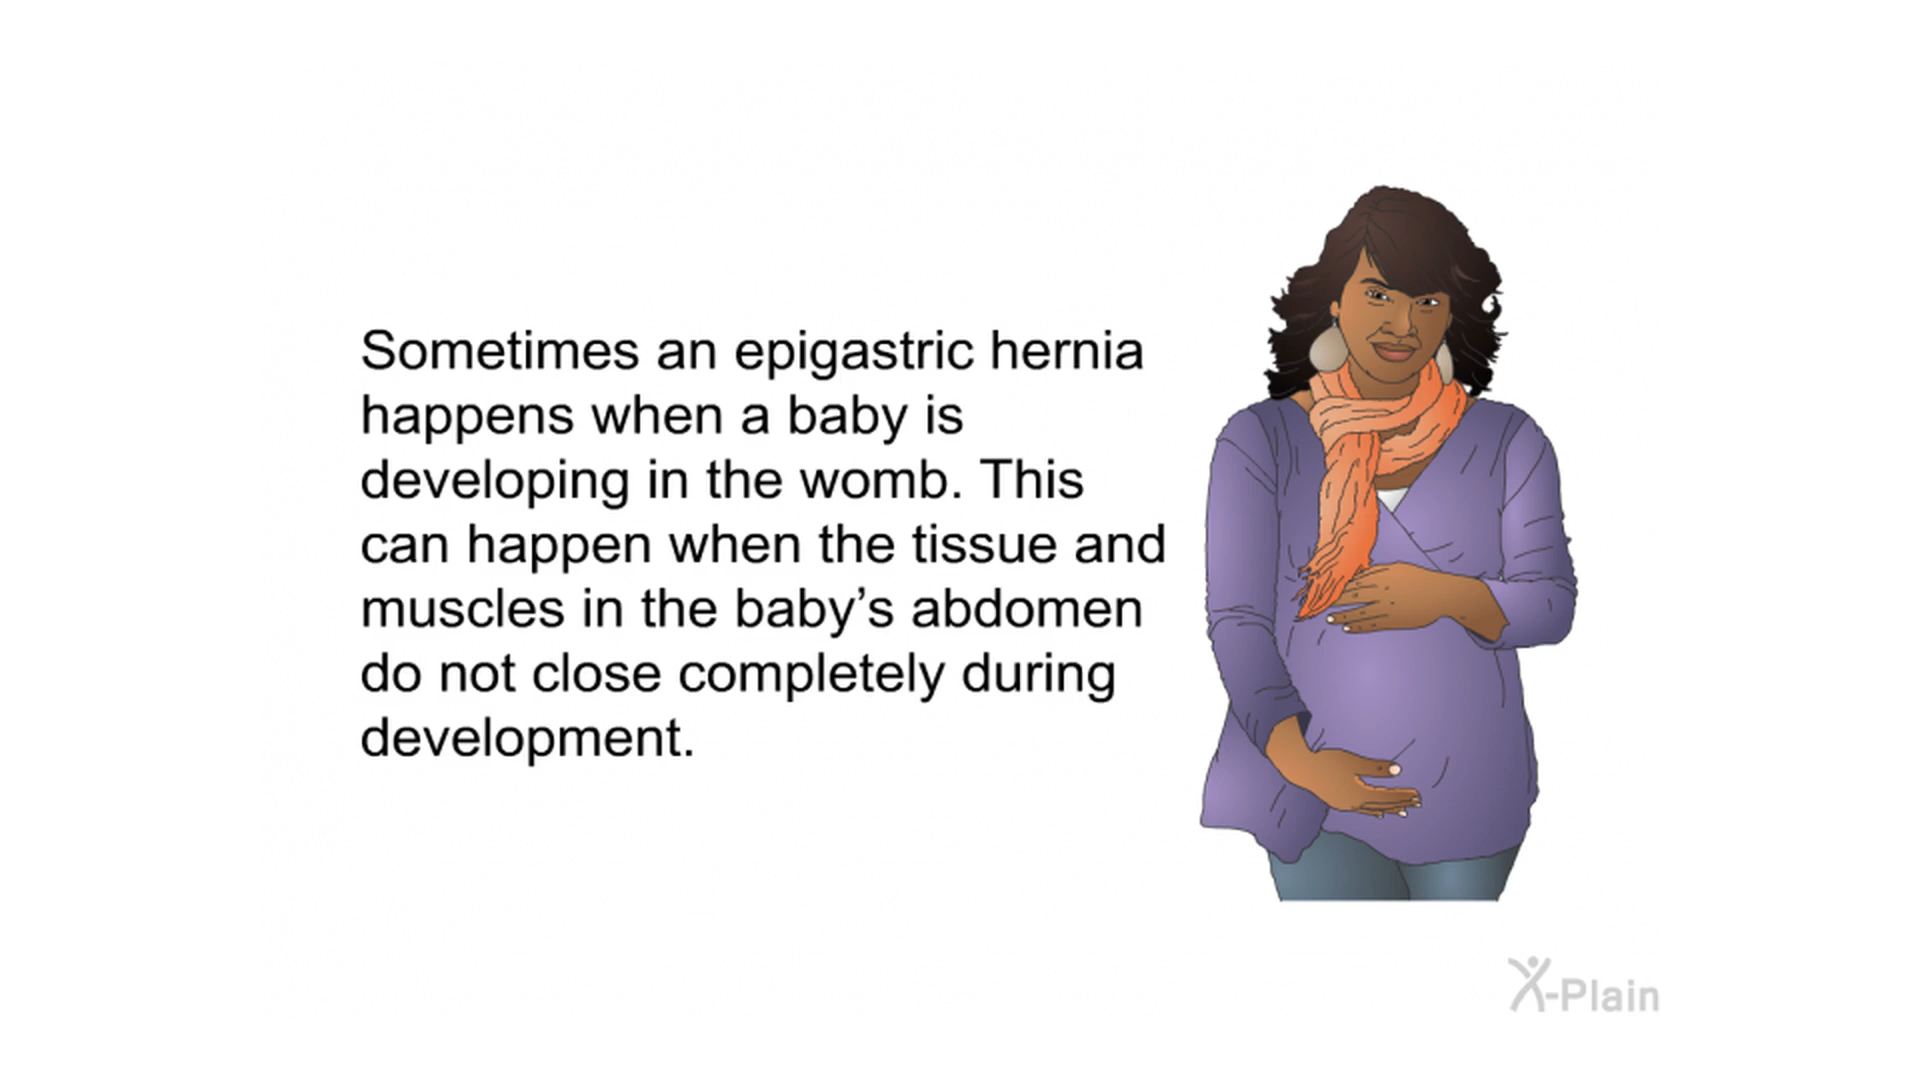 Sometimes an epigastric hernia
happens when a baby is
developing in the womb. This
can happen when the tissue and
muscles in the baby’s abdomen
do not close completely during
development.
X-Plain